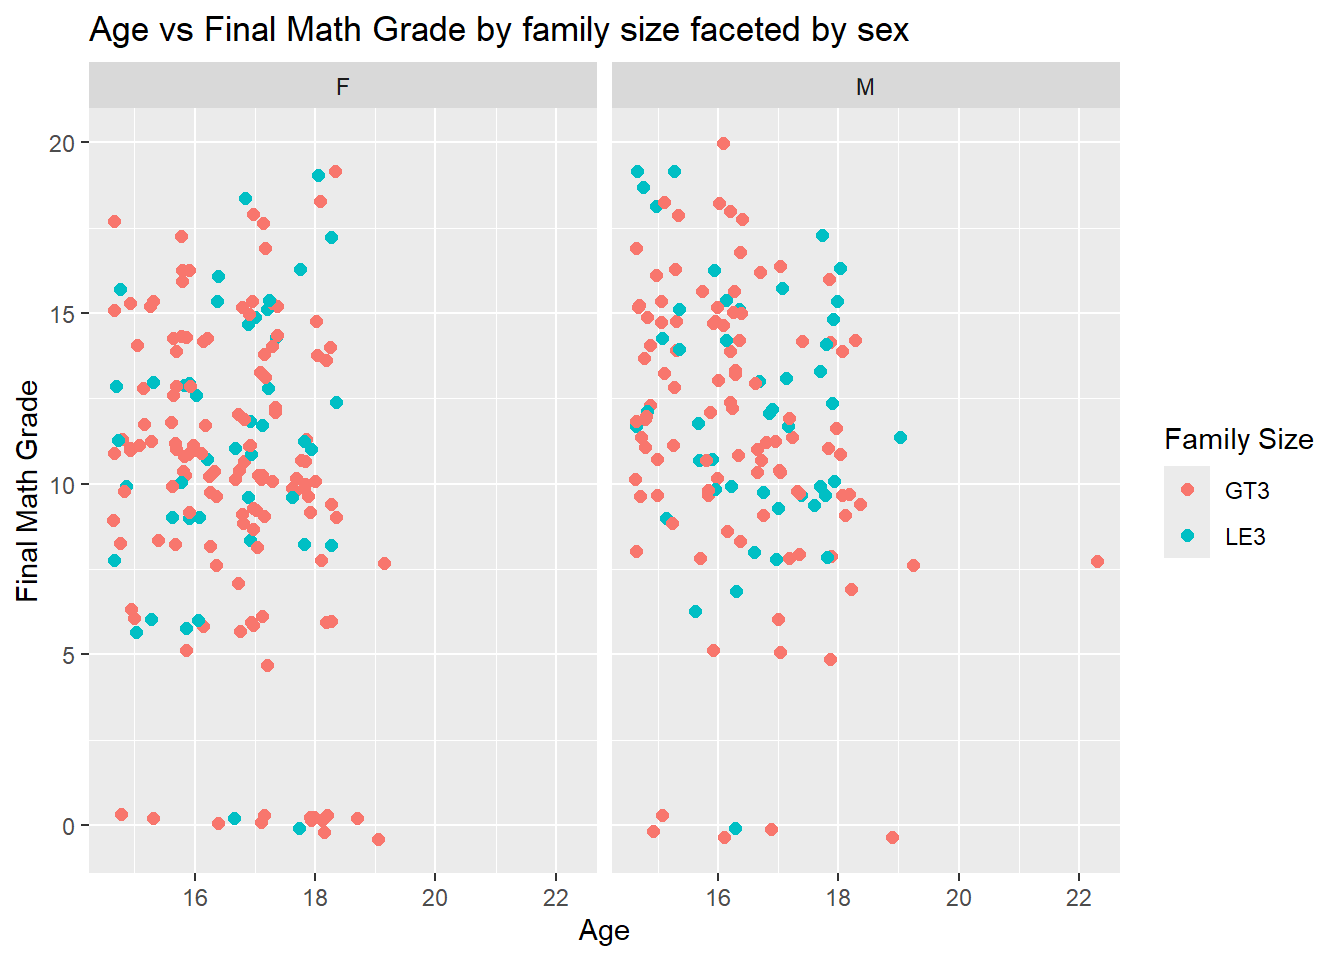 Age vs Final Math Grade by family size faceted by sex
F
M
20
15
10
5
0
Final Math Grade
16
18
20
22
16
18
20
22
Age
Family Size
GT3
LE3